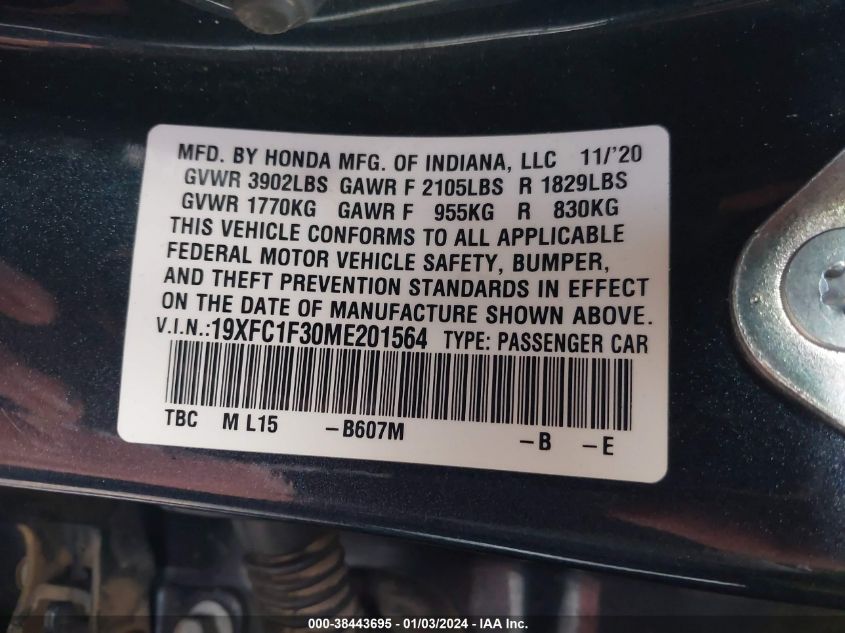 MFD. BY HONDA MFG. OF INDIANA, LLC 11/'20
GVWR 3902LBS GAWR F 2105LBS R 1829LBS
GVWR 1770KG GAWR F 955KG R 830KG
THIS VEHICLE CONFORMS TO ALL APPLICABLE
FEDERAL MOTOR VEHICLE SAFETY, BUMPER,
AND THEFT PREVENTION STANDARDS IN EFFECT
ON THE DATE OF MANUFACTURE SHOWN ABOVE.
V.I.N.:19XFC1F30ME201564 TYPE: PASSENGER CAR
TBC M L15 -B607M -B -E
000-38443695 - 01/03/2024 - IAA Inc.